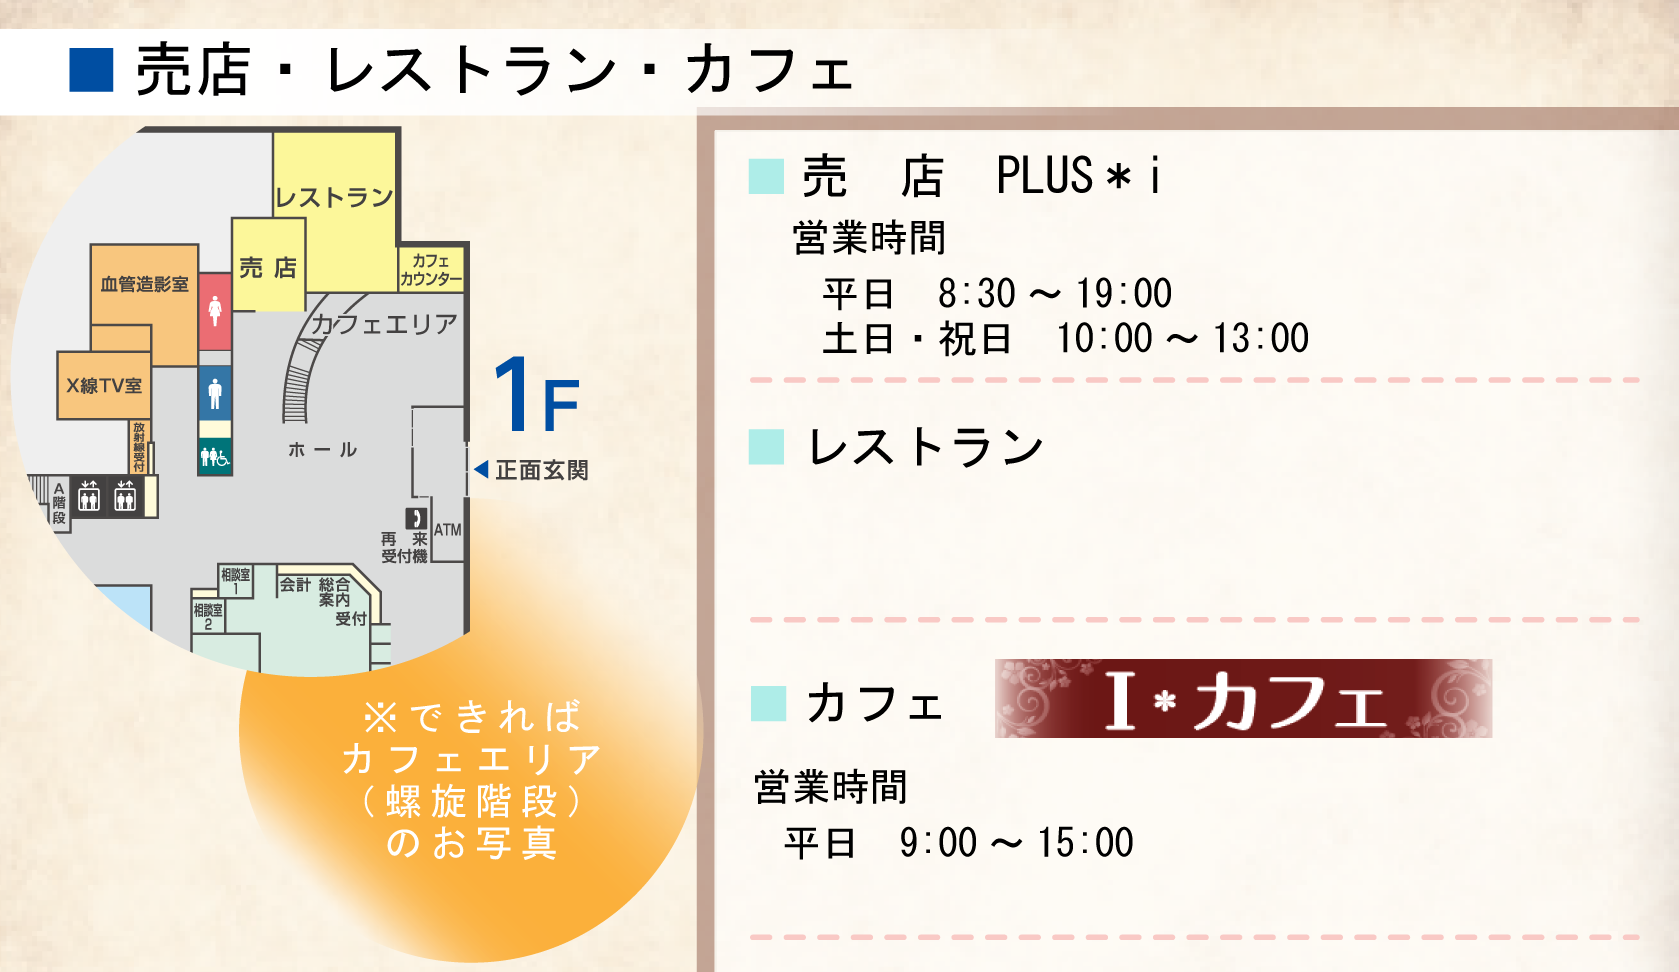 ■ 売店・レストラン・カフェ
レストラン
売 店
カフェ
カウンター
血管造影室
カフェエリア
X線TV室
放射線受付
ホール
1F
正面玄関
A階段
再 来
受付機
ATM
相談室
1
会計
総合
案内
相談室
2
受付
※できれば
カフェエリア
(螺旋階段)
のお写真
売 店 PLUS*i
営業時間
平日 8:30~19:00
土日・祝日 10:00~13:00
レストラン
カフェ I*カフェ
営業時間
平日 9:00~15:00